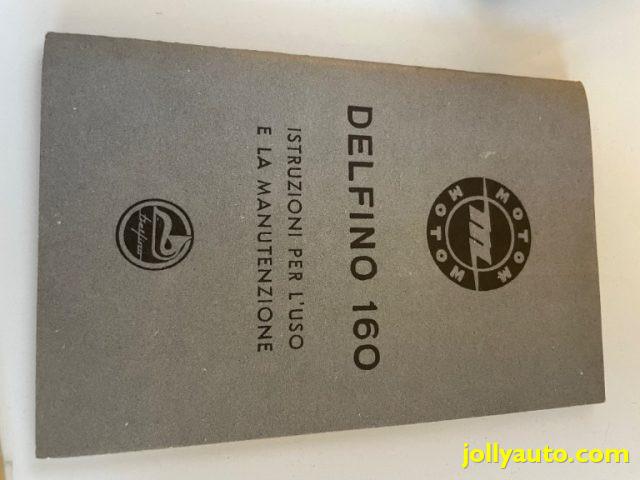 MOTOM
MOTOM
DELFINO 160
ISTRUZIONI PER L'USO
E LA MANUTENZIONE
jollyauto.com